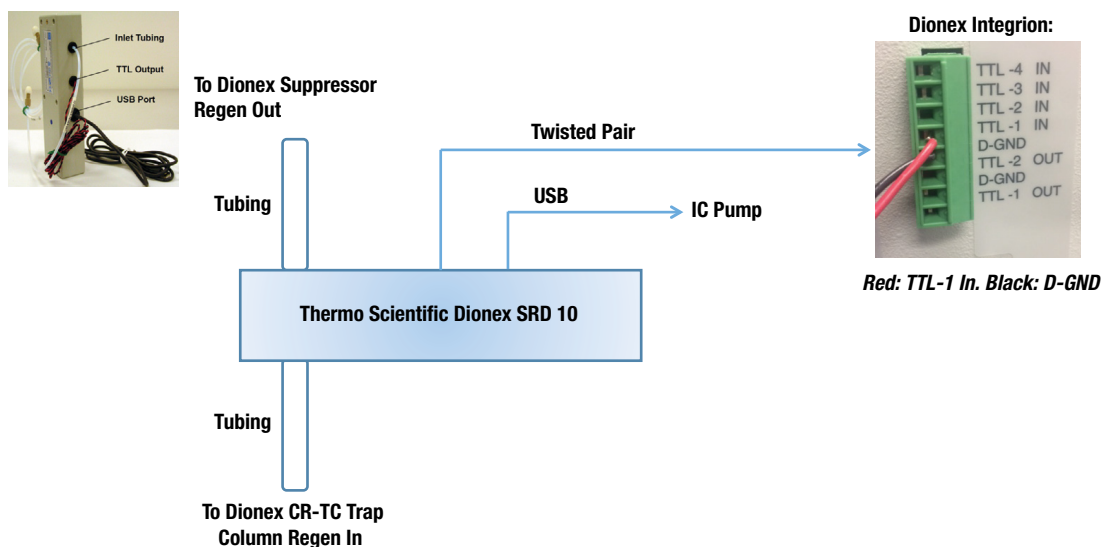 Inlet Tubing
TTL Output
USB Port
To Dionex Suppressor
Regen Out
Tubing
Twisted Pair
USB
IC Pump
Thermo Scientific Dionex SRD 10
Tubing
To Dionex CR-TC Trap
Column Regen In
Dionex Integrion:
TTL -4 IN
TTL -3 IN
TTL -2 IN
TTL -1 IN
D-GND
TTL -2 OUT
D-GND
TTL -1 OUT
Red: TTL-1 In. Black: D-GND